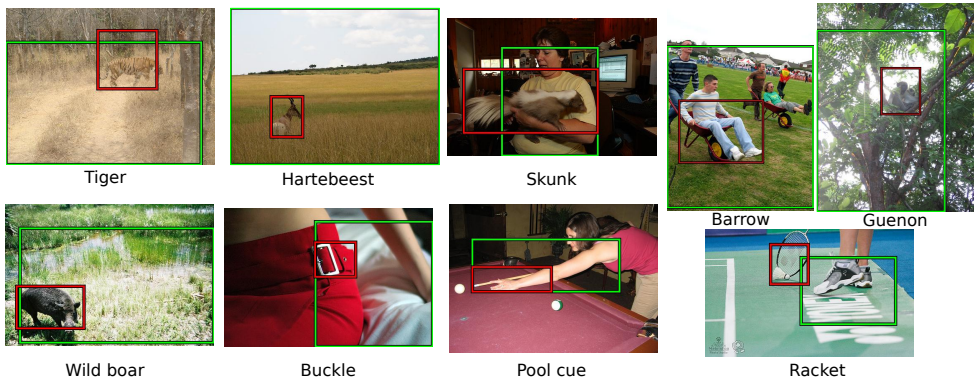 Tiger
Hartebeest
Skunk
Barrow
Guenon
Wild boar
Buckle
Pool cue
Racket